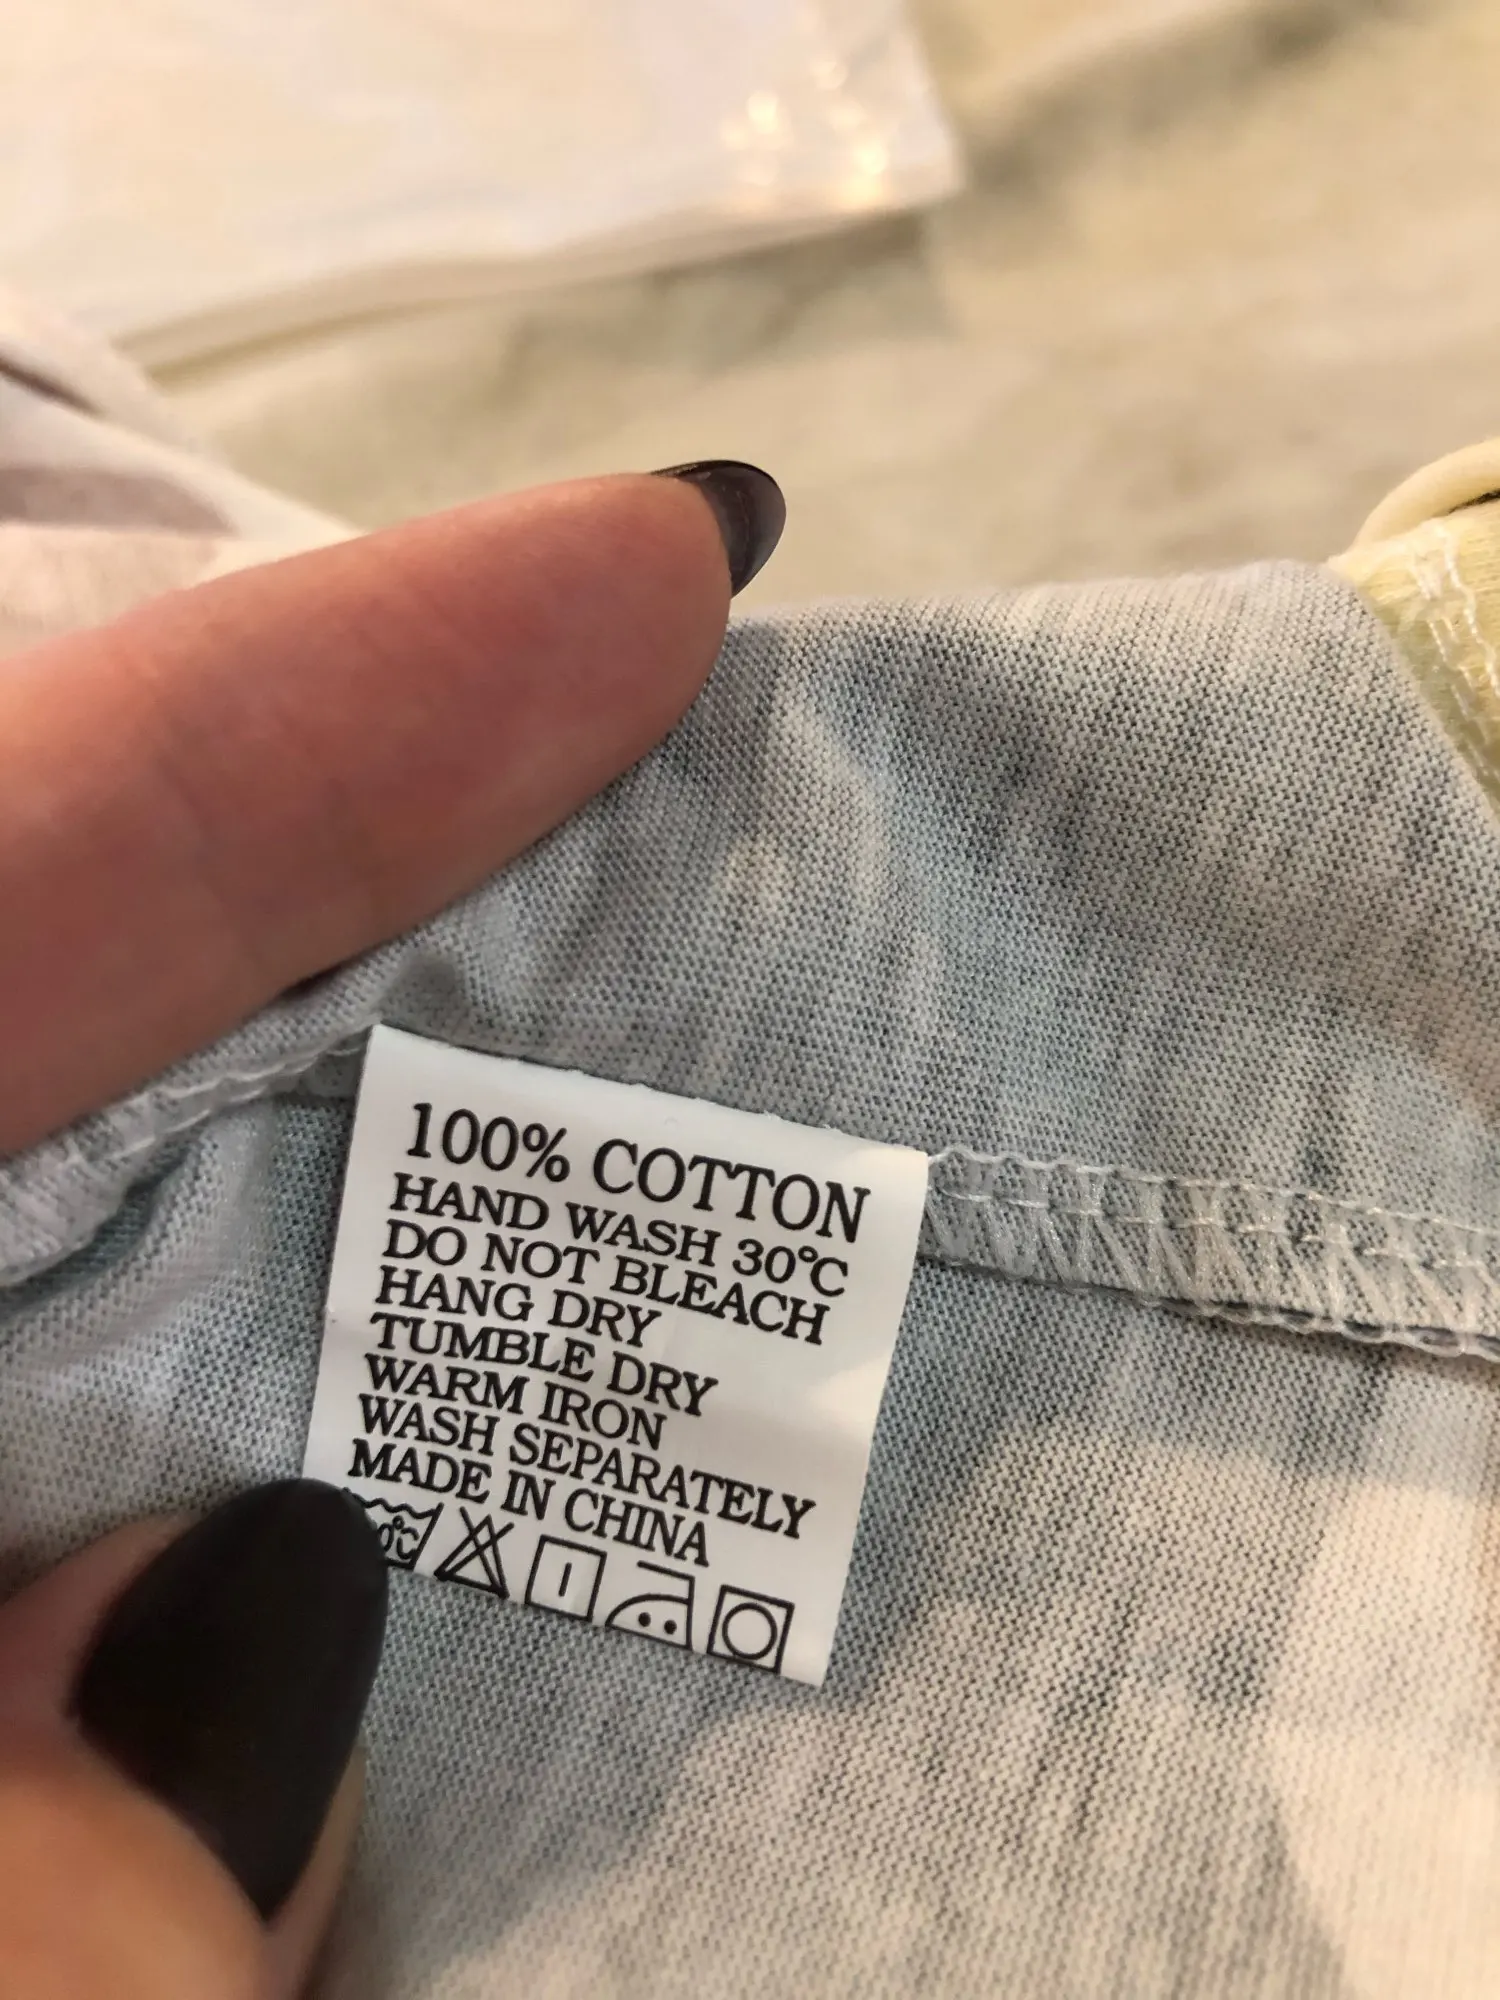 100% COTTON
HAND WASH 30℃
DO NOT BLEACH
HANG DRY
TUMBLE DRY
WARM IRON
WASH SEPARATELY
MADE IN CHINA